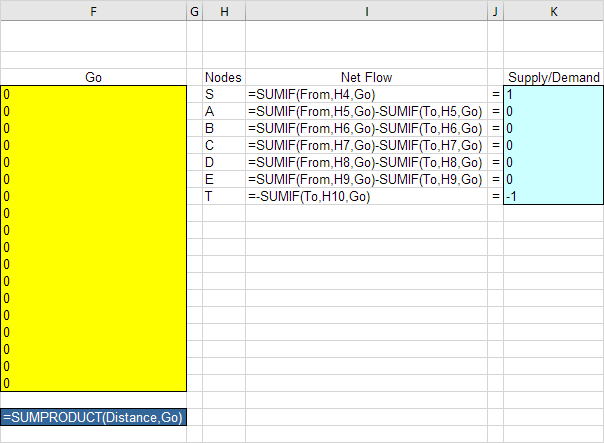 F G H I J K
Go Nodes Net Flow Supply/Demand
0 S =SUMIF(From,H4,Go) = 1
0 A =SUMIF(From,H5,Go)-SUMIF(To,H5,Go) = 0
0 B =SUMIF(From,H6,Go)-SUMIF(To,H6,Go) = 0
0 C =SUMIF(From,H7,Go)-SUMIF(To,H7,Go) = 0
0 D =SUMIF(From,H8,Go)-SUMIF(To,H8,Go) = 0
0 E =SUMIF(From,H9,Go)-SUMIF(To,H9,Go) = 0
0 T =-SUMIF(To,H10,Go) = -1
0
0
0
0
0
0
0
0
0
0
0
=SUMPRODUCT(Distance,Go)